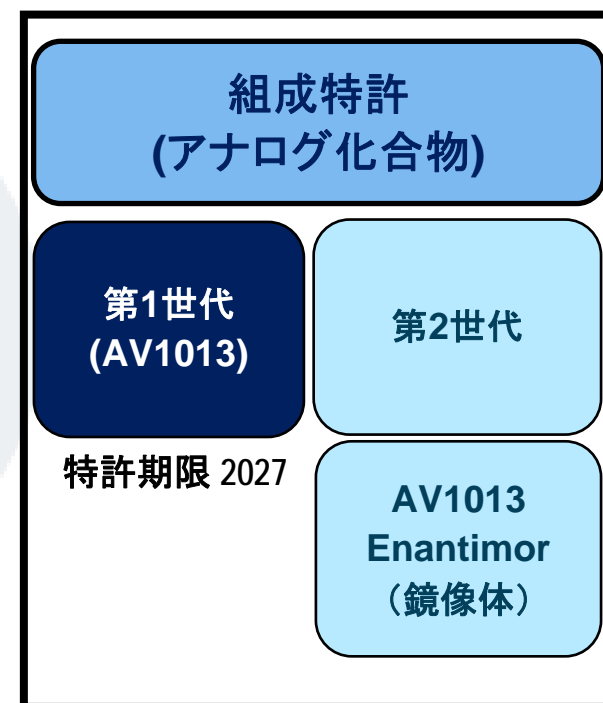 組成特許
(アナログ化合物)
第1世代
(AV1013)
特許期限 2027
第2世代
AV1013
Enantimor
（鏡像体）